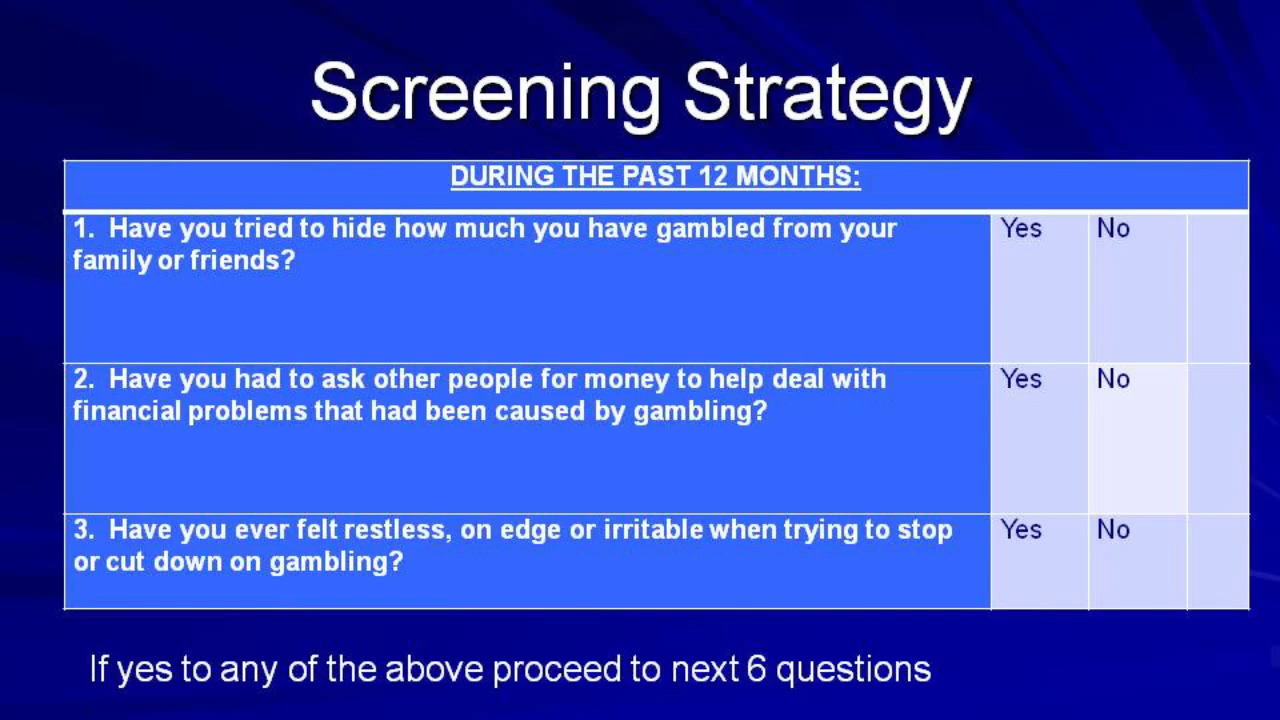 Screening Strategy
DURING THE PAST 12 MONTHS:
1. Have you tried to hide how much you have gambled from your
family or friends?
Yes
No
2. Have you had to ask other people for money to help deal with
financial problems that had been caused by gambling?
Yes
No
3. Have you ever felt restless, on edge or irritable when trying to stop
or cut down on gambling?
Yes
No
If yes to any of the above proceed to next 6 questions